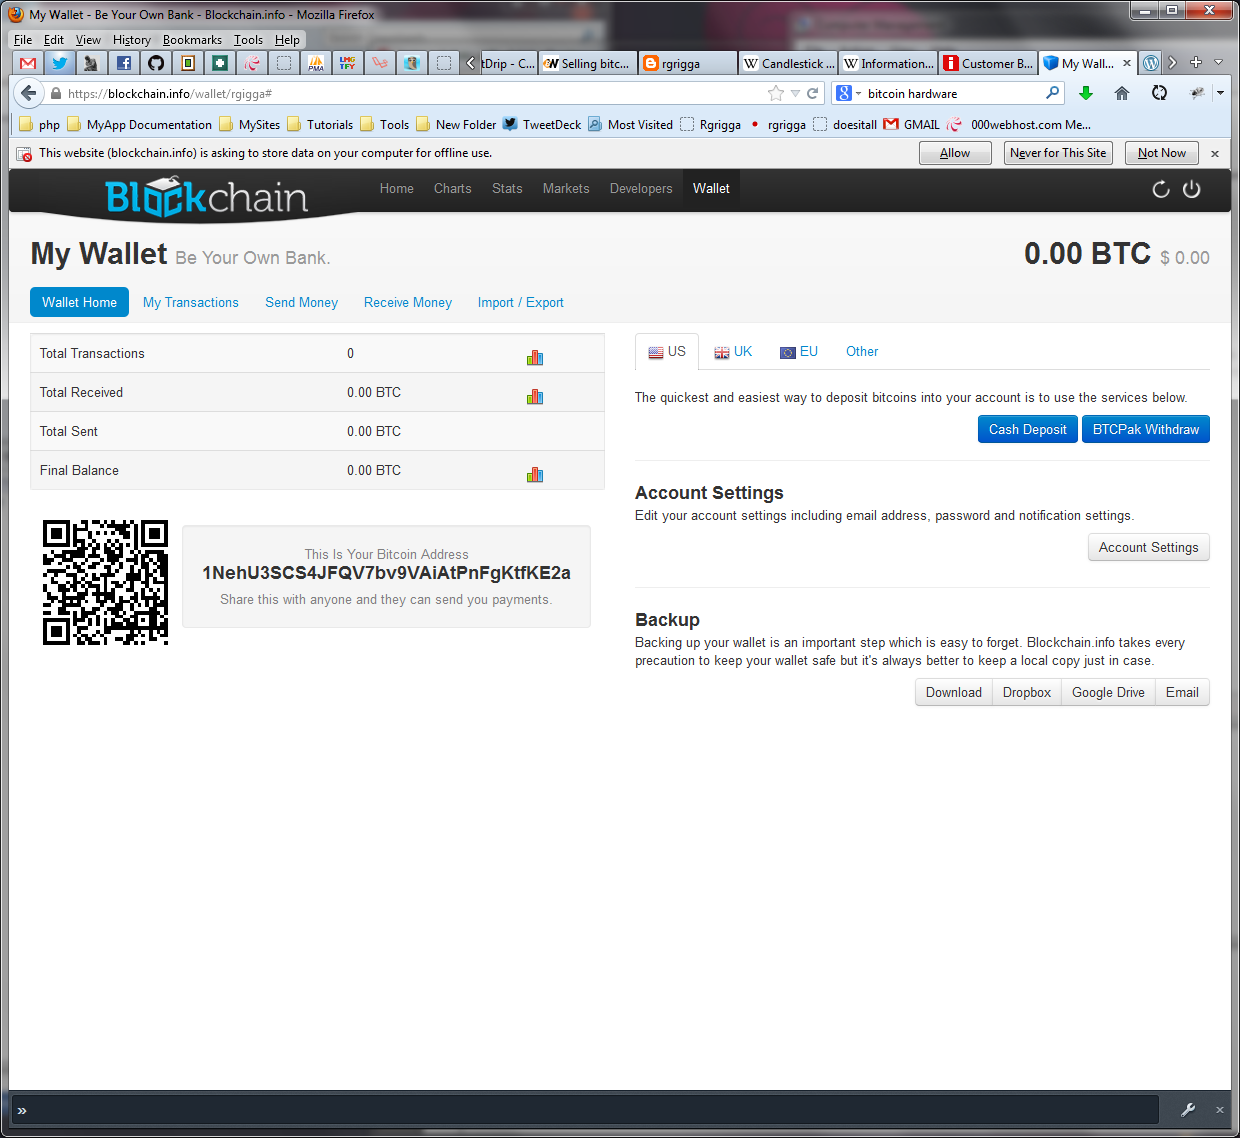 My Wallet - Be Your Own Bank - Blockchain.info - Mozilla Firefox
File Edit View History Bookmarks Tools Help
PMA LMG TFY tDrip - C... Selling bitc... rgrigga W Candlestick ... W Information... Customer B... My Wall...
https://blockchain.info/wallet/rgigga# bitcoin hardware
php MyApp Documentation MySites Tutorials Tools New Folder TweetDeck Most Visited Rgrigga rgrigga doesitall GMAIL 000webhost.com Me...
This website (blockchain.info) is asking to store data on your computer for offline use. Allow Never for This Site Not Now
Blockchain Home Charts Stats Markets Developers Wallet
My Wallet Be Your Own Bank. 0.00 BTC $ 0.00
Wallet Home My Transactions Send Money Receive Money Import / Export
Total Transactions 0
Total Received 0.00 BTC
Total Sent 0.00 BTC
Final Balance 0.00 BTC
This Is Your Bitcoin Address
1NehU3SCS4JFQV7bv9VAiAtPnFgKtfKE2a
Share this with anyone and they can send you payments.
US UK EU Other
The quickest and easiest way to deposit bitcoins into your account is to use the services below.
Cash Deposit BTCPak Withdraw
Account Settings
Edit your account settings including email address, password and notification settings.
Account Settings
Backup
Backing up your wallet is an important step which is easy to forget. Blockchain.info takes every
precaution to keep your wallet safe but it's always better to keep a local copy just in case.
Download Dropbox Google Drive Email
»